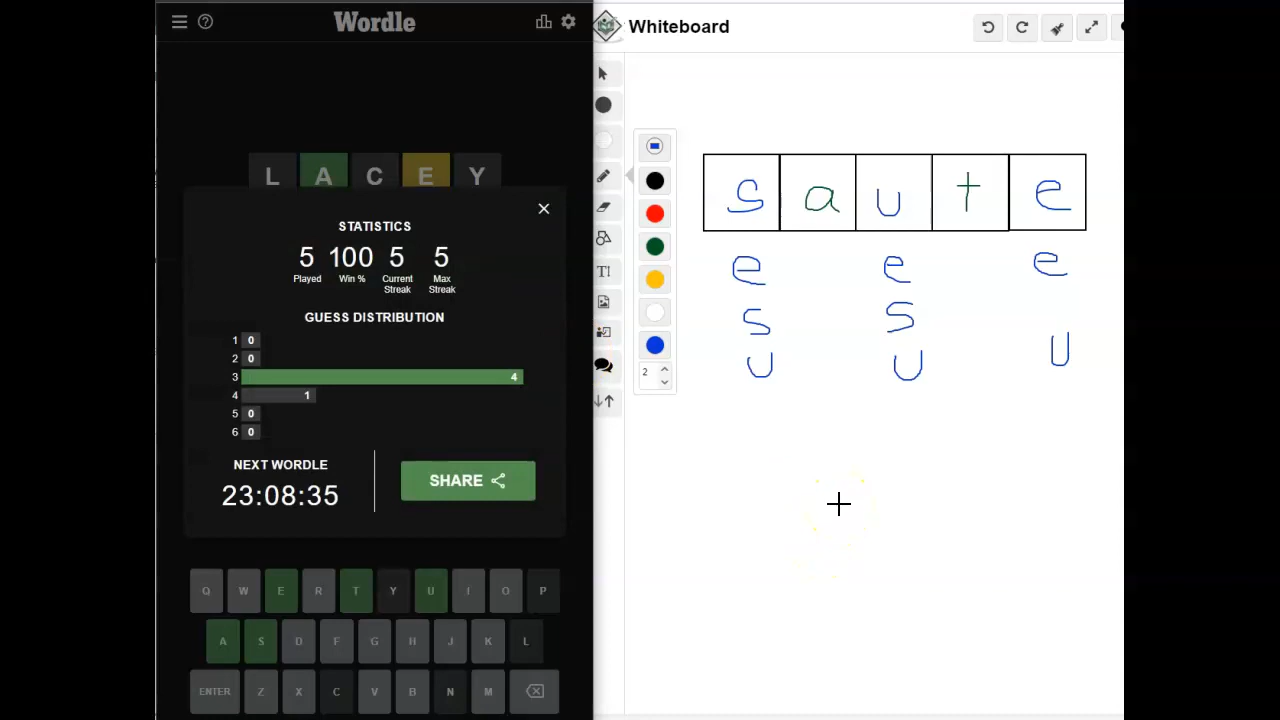 Wordle
Whiteboard
L A C E Y
STATISTICS
5 100 5 5
Played Win % Current Streak Max Streak
GUESS DISTRIBUTION
1 0
2 0
3 4
4 1
5 0
6 0
NEXT WORDLE
23:08:35
SHARE
Q W E R T Y U I O P
A S D F G H J K L
ENTER Z X C V B N M
TI
2
s a u t e
e e e
s s
u u u